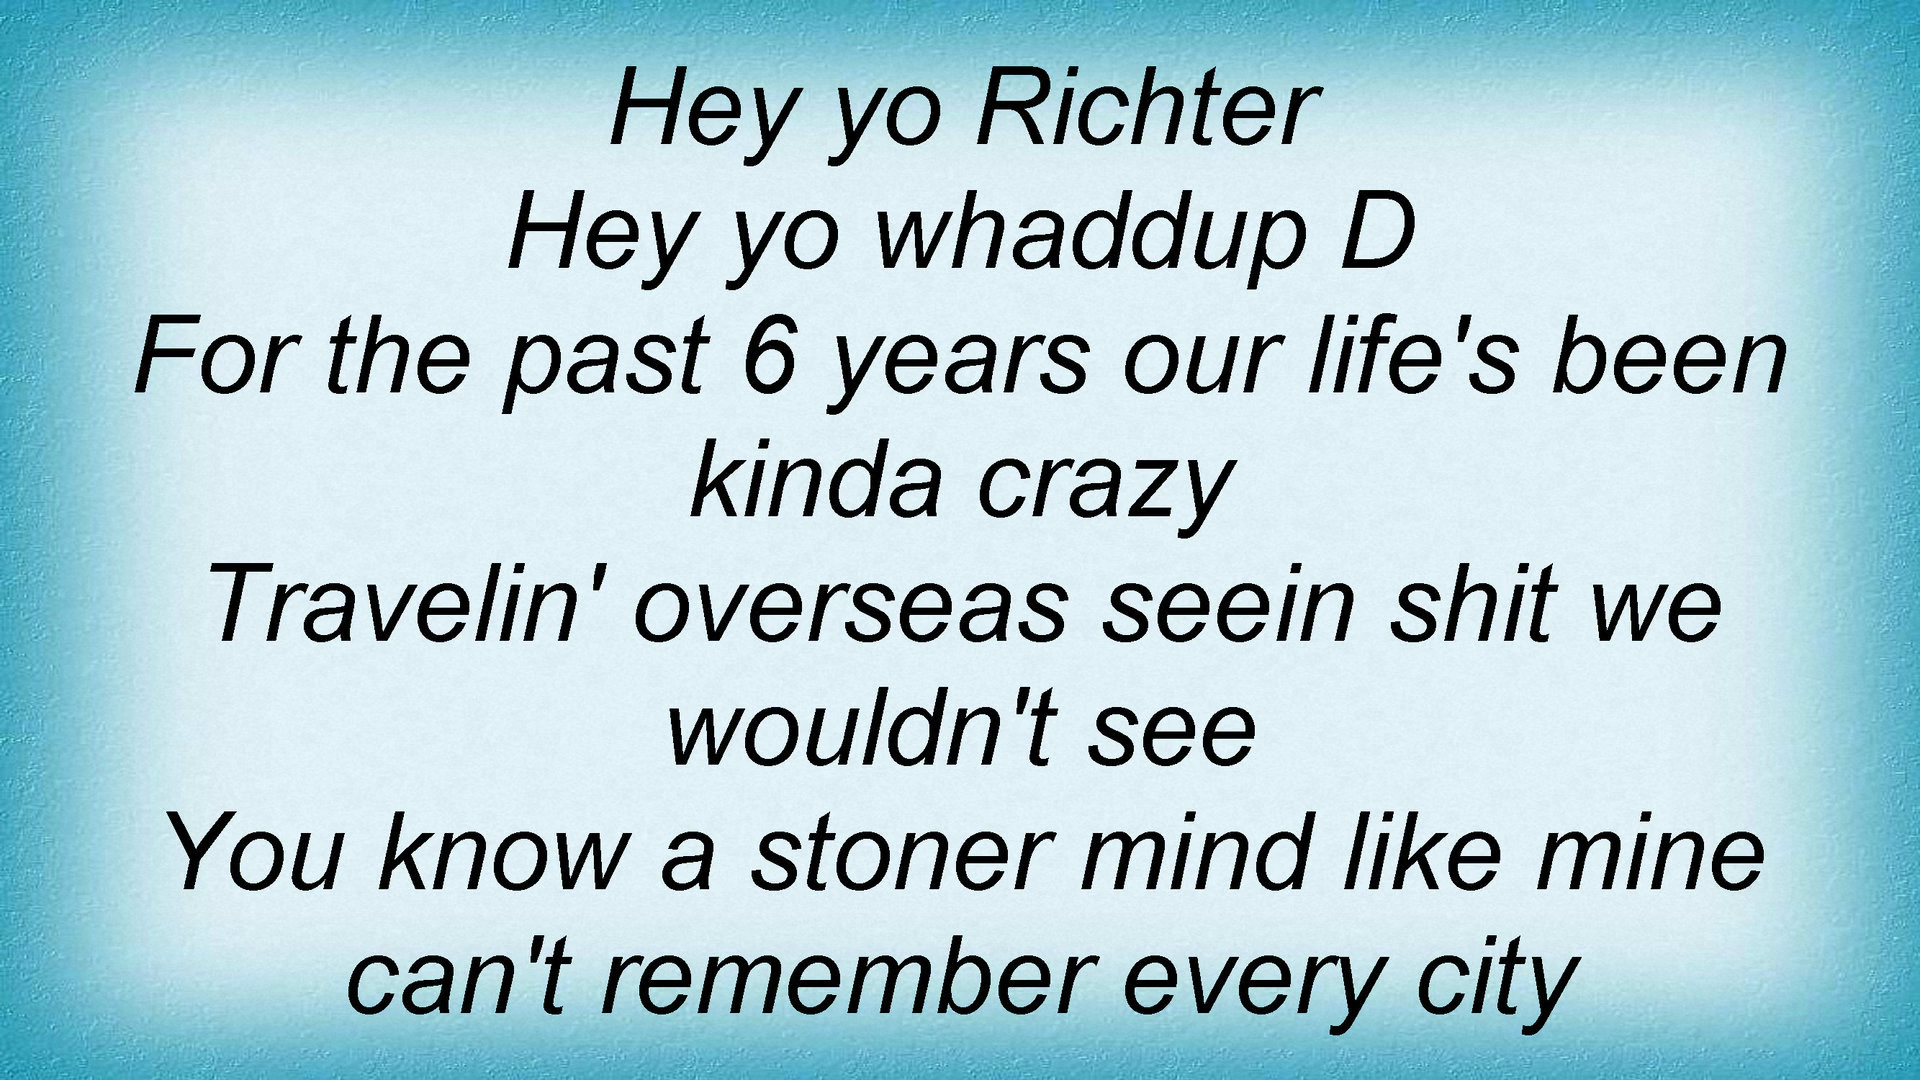 Hey yo Richter
Hey yo whaddup D
For the past 6 years our life's been
kinda crazy
Travelin' overseas seein shit we
wouldn't see
You know a stoner mind like mine
can't remember every city